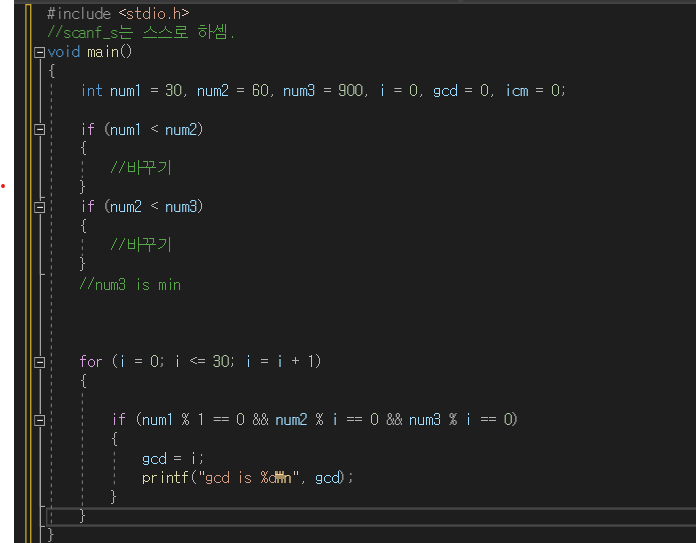 #include <stdio.h>
//scanf_s는 스스로 하셈.
void main()
{
int num1 = 30, num2 = 60, num3 = 900, i = 0, gcd = 0, icm = 0;
if (num1 < num2)
{
//바꾸기
}
if (num2 < num3)
{
//바꾸기
}
//num3 is min
for (i = 0; i <= 30; i = i + 1)
{
if (num1 % 1 == 0 && num2 % i == 0 && num3 % i == 0)
{
gcd = i;
printf("gcd is %d₩n", gcd);
}
}
}